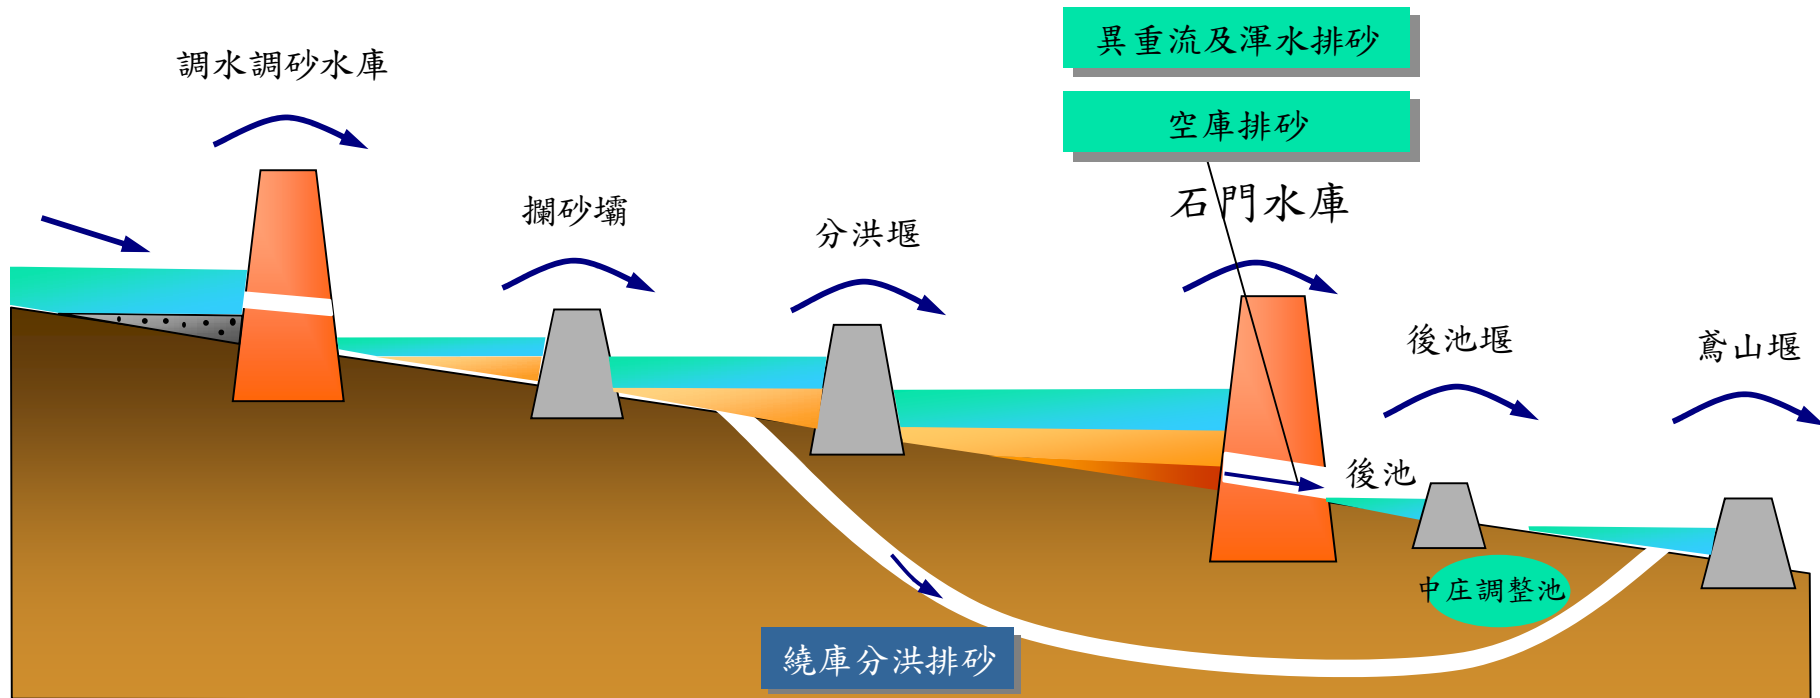 異重流及渾水排砂
調水調砂水庫
空庫排砂
石門水庫
攔砂壩
分洪堰
後池堰
鳶山堰
後池
中庄調整池
繞庫分洪排砂